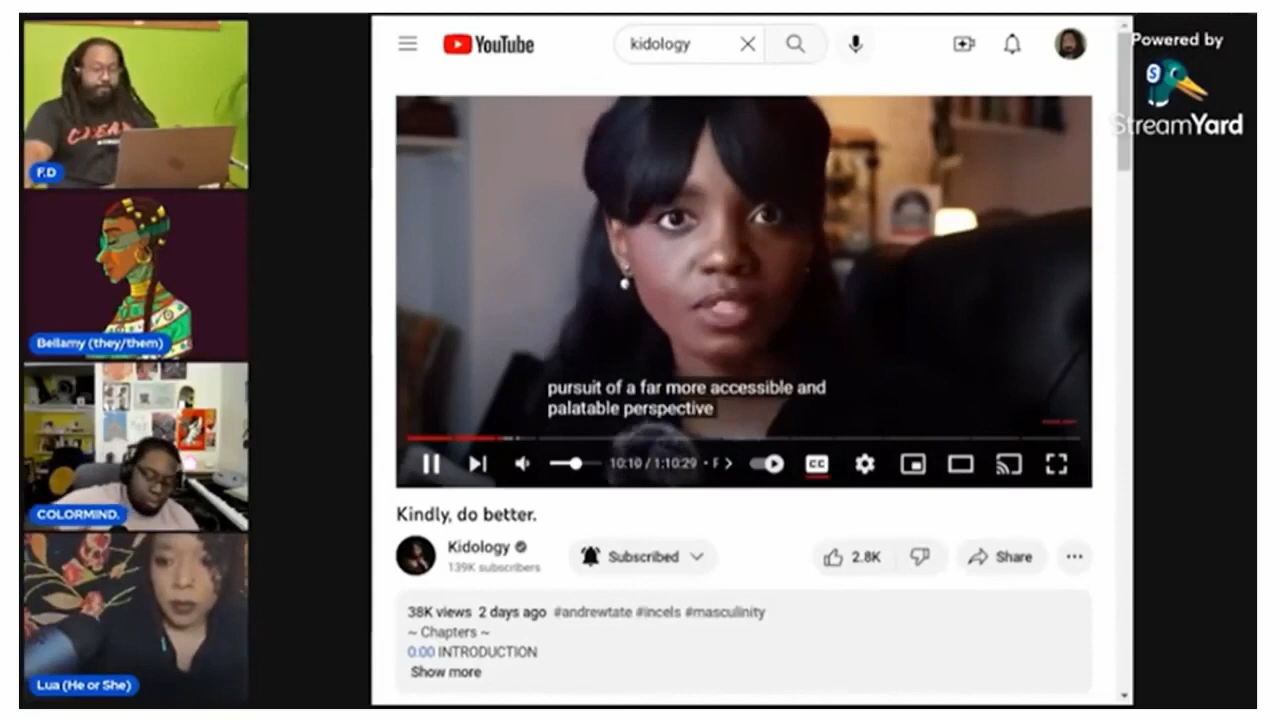 YouTube
kidology
Powered by
StreamYard
F.D
Bellamy (they/them)
COLORMIND.
Lua (He or She)
pursuit of a far more accessible and
palatable perspective
10:10 / 1:10:29 • F >
CC
Kindly, do better.
Kidology
139K subscribers
Subscribed
2.8K
Share
38K views 2 days ago #andrewtate #incels #masculinity
~ Chapters ~
0:00 INTRODUCTION
Show more